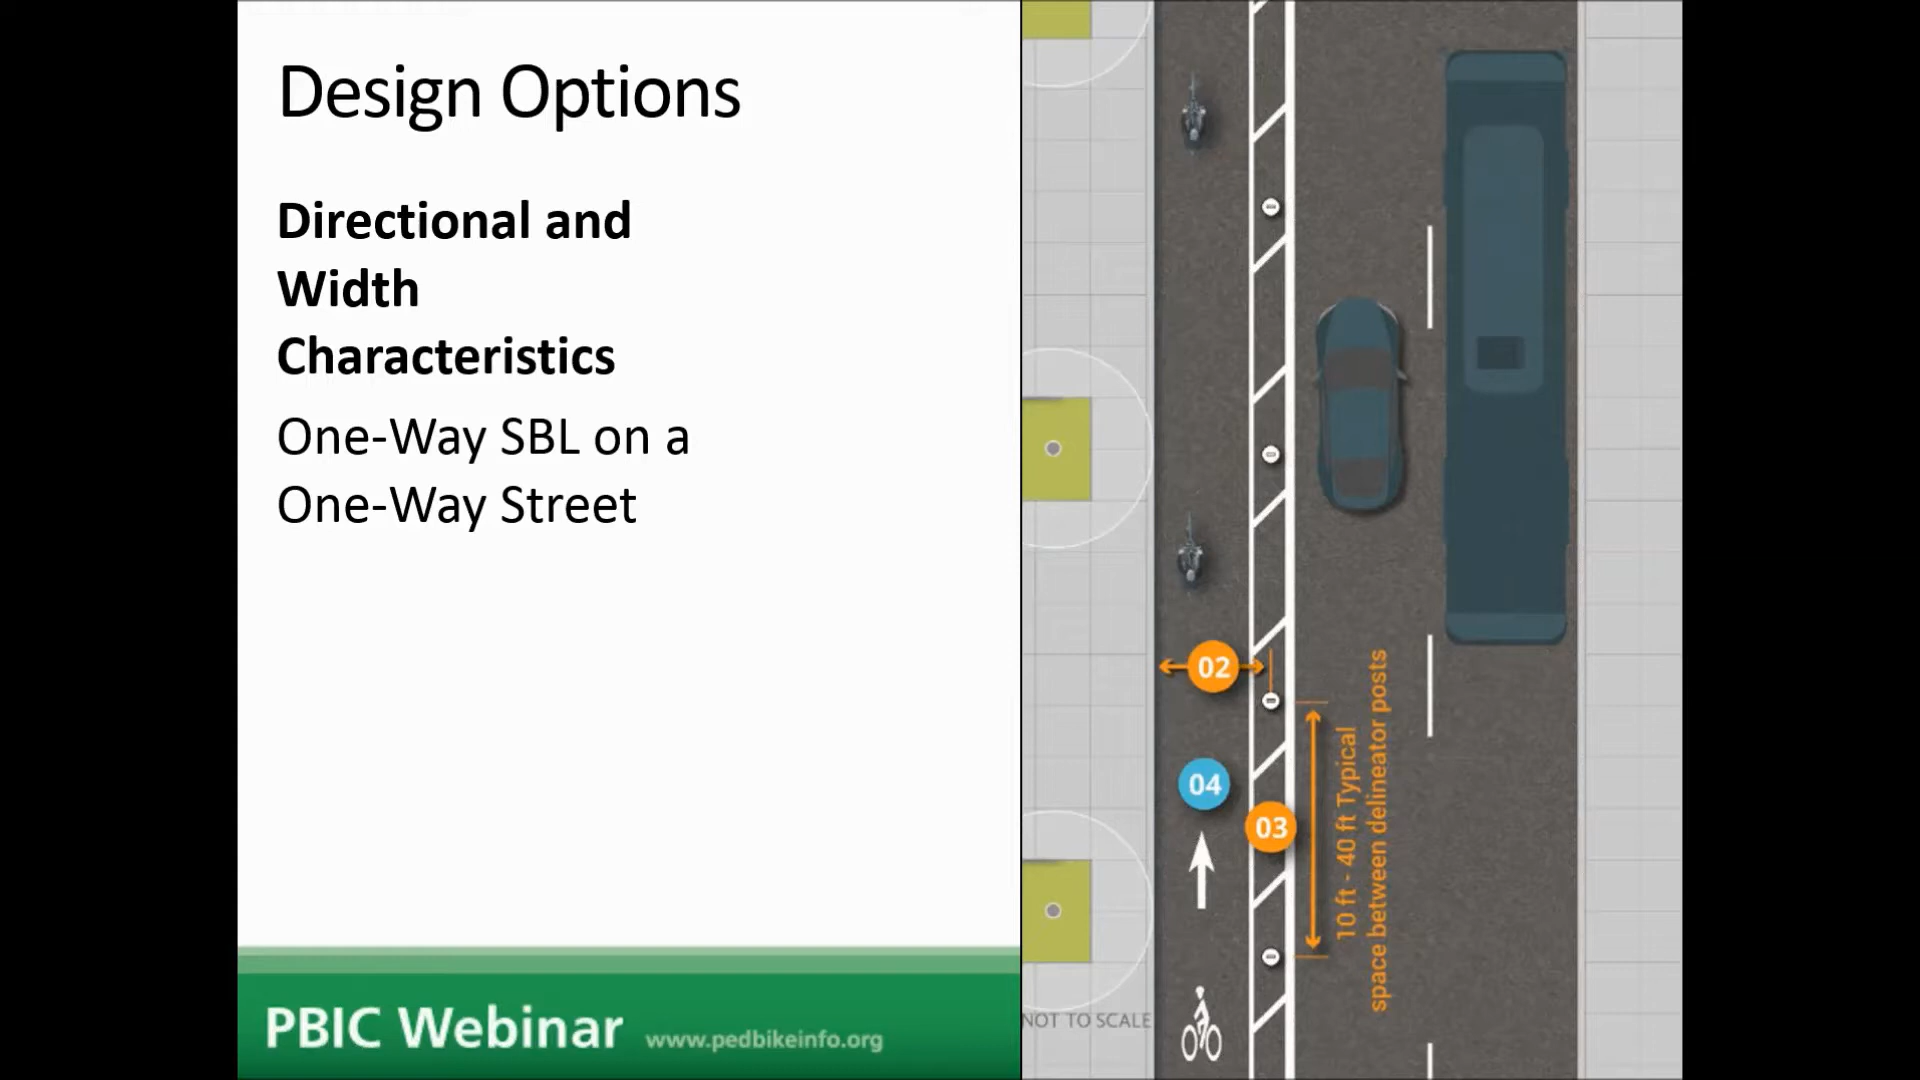 Design Options
Directional and
Width
Characteristics
One-Way SBL on a
One-Way Street
02
04
03
10 ft - 40 ft Typical
space between delineator posts
NOT TO SCALE
PBIC Webinar www.pedbikeinfo.org